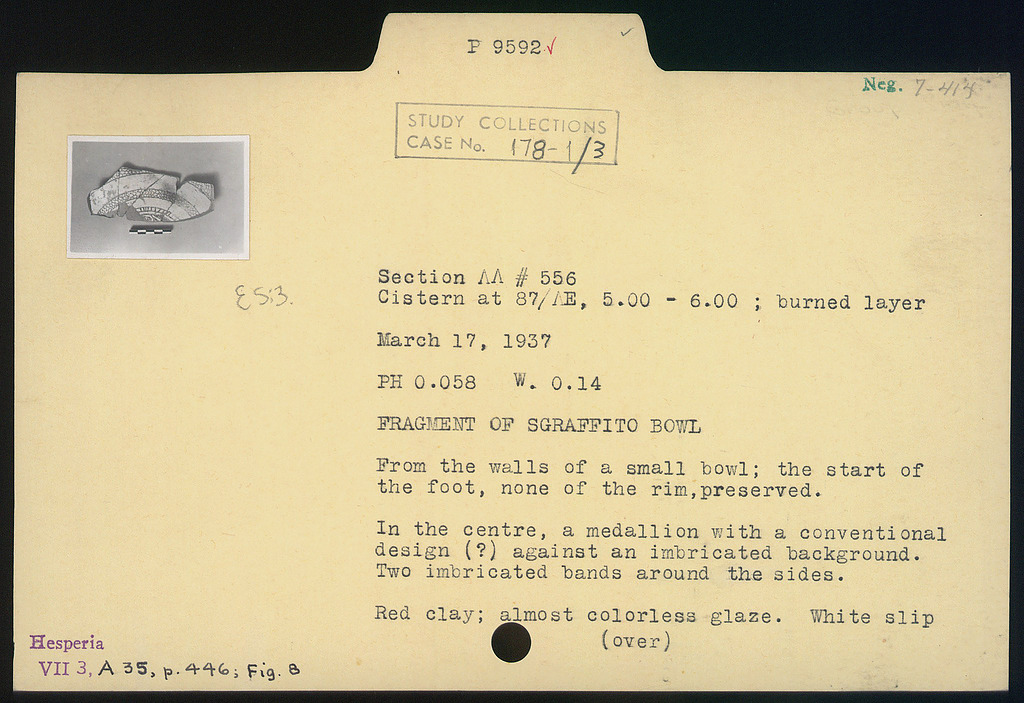 P 9592 ✓
Neg. 7-
STUDY COLLECTIONS
CASE No. 178-1/3
Section ΛΛ # 556
Cistern at 87/ΛE, 5.00 - 6.00 ; burned layer
March 17, 1937
PH 0.058   W. 0.14
FRAGMENT OF SGRAFFITO BOWL
From the walls of a small bowl; the start of
the foot, none of the rim,preserved.
In the centre, a medallion with a conventional
design (?) against an imbricated background.
Two imbricated bands around the sides.
Red clay; almost colorless glaze.  White slip
(over)
Hesperia
VII 3, A 35, p. 446; Fig. 8